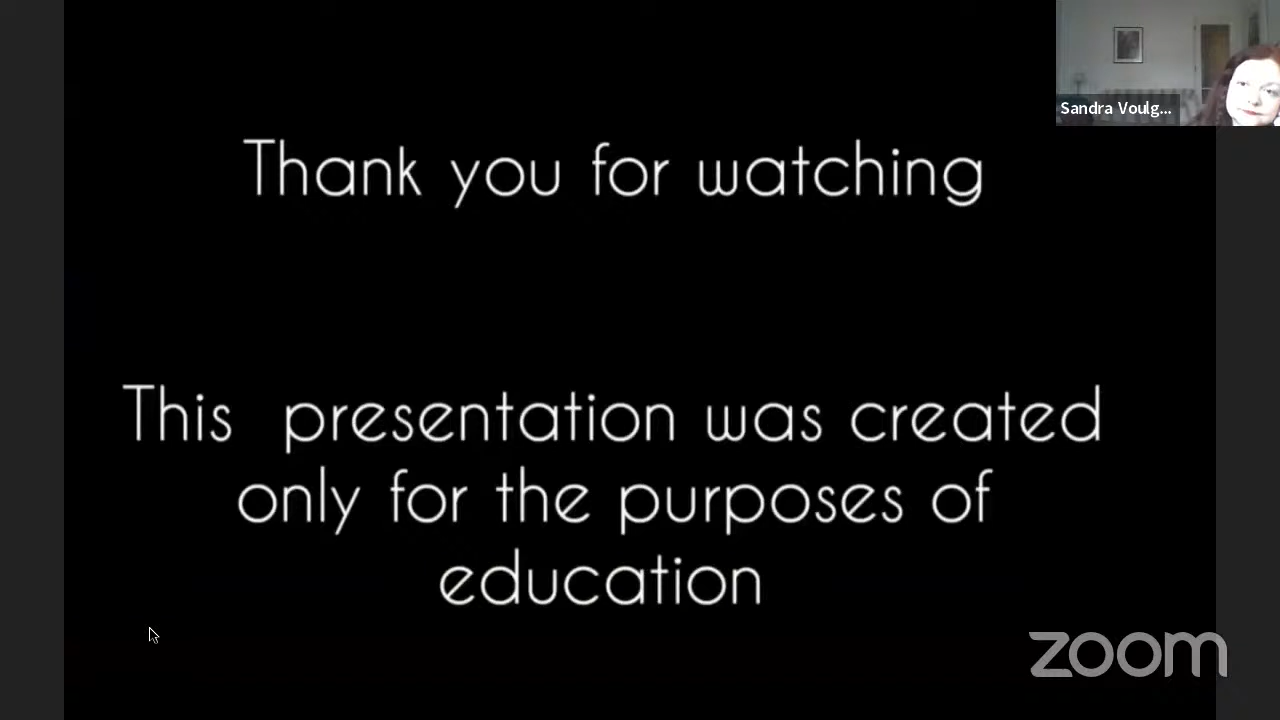 Sandra Voulg...
Thank you for watching
This presentation was created
only for the purposes of
education
zoom